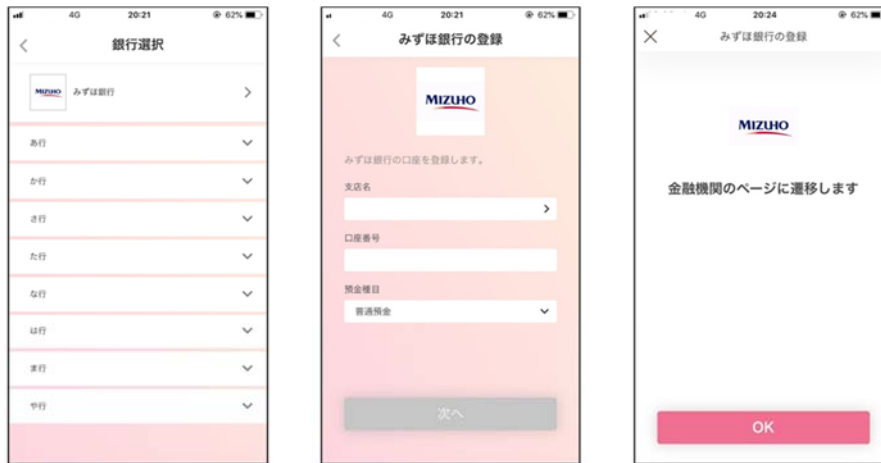 4G 20:21 62%
銀行選択
MIZUHO みずほ銀行
あ行
か行
さ行
た行
な行
は行
ま行
や行
4G 20:21 62%
みずほ銀行の登録
MIZUHO
みずほ銀行の口座を登録します。
支店名
口座番号
預金種目
普通預金
次へ
4G 20:24 62%
みずほ銀行の登録
MIZUHO
金融機関のページに遷移します
OK